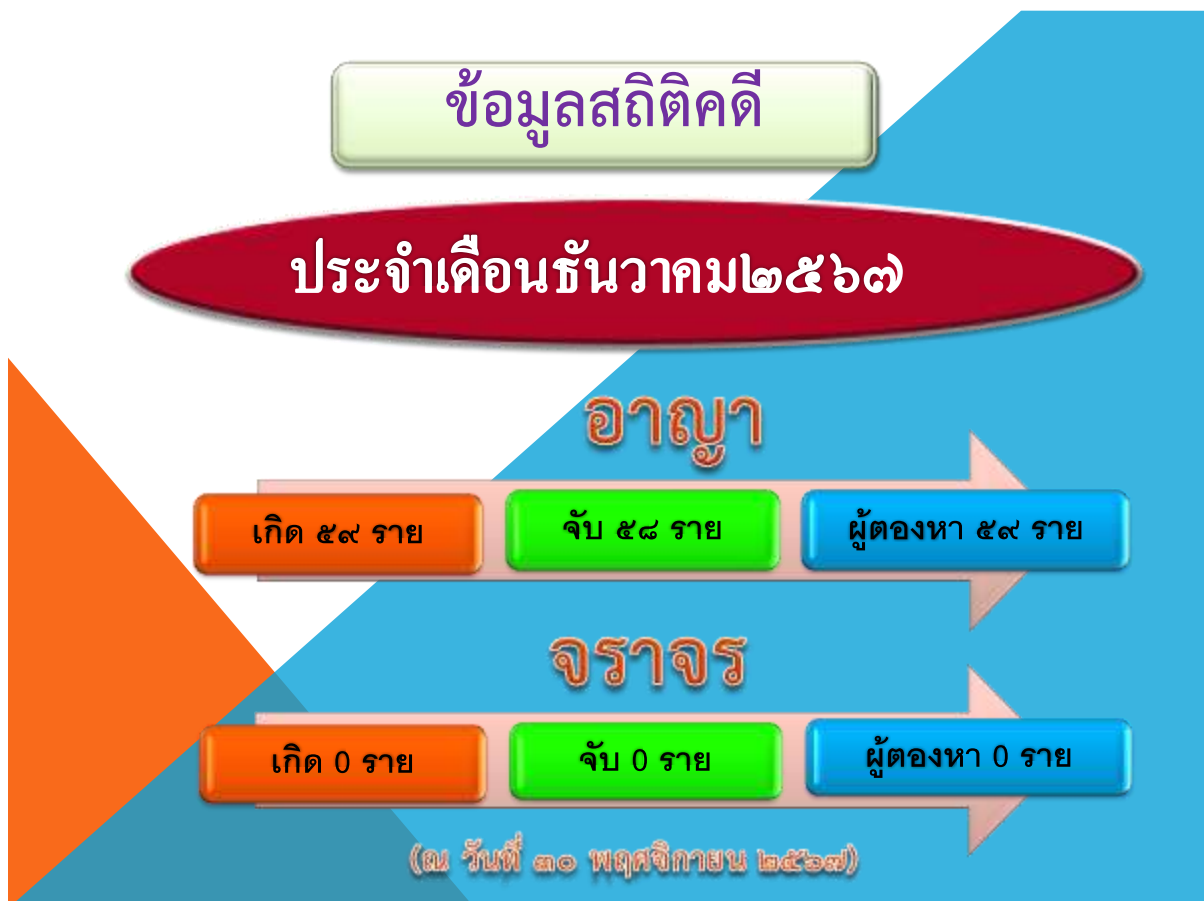 ข้อมูลสถิติคดี
ประจำเดือนธันวาคม๒๕๖๗
อาญา
เกิด ๕๙ ราย
จับ ๕๘ ราย
ผู้ตองหา ๕๙ ราย
จราจร
เกิด 0 ราย
จับ 0 ราย
ผู้ตองหา 0 ราย
(ณ วันที่ ๓๐ พฤศจิกายน ๒๕๖๗)